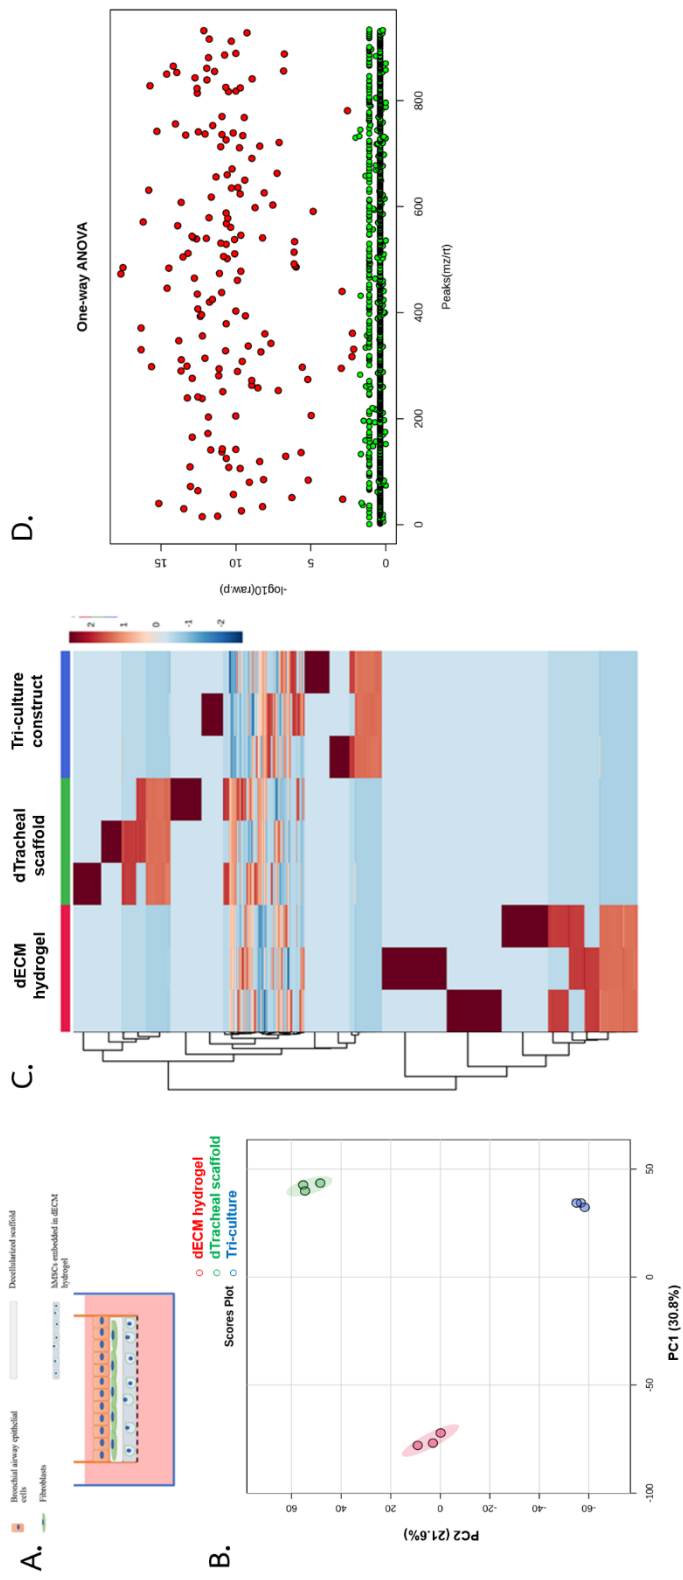 A.
Bronchial airway epithelial
cells
Fibroblasts
Decellularized scaffold
hMSCs embedded in dECM
hydrogel
B.
Scores Plot
dECM hydrogel
dTracheal scaffold
Tri-culture
PC2 (21.6%)
60
40
20
0
-20
-40
-60
-100
-50
0
50
PC1 (30.8%)
C.
dECM
hydrogel
dTracheal
scaffold
Tri-culture
construct
2
1
0
-1
-2
D.
One-way ANOVA
-log10(raw.p)
15
10
5
0
0
200
400
600
800
Peaks(mz/rt)